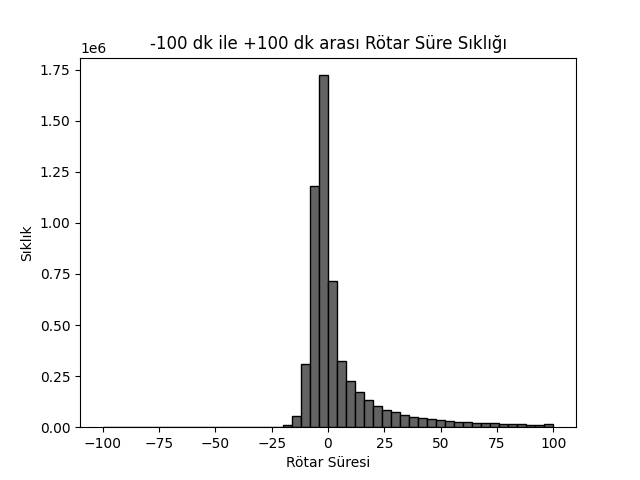 -100 dk ile +100 dk arası Rötar Süre Sıklığı
1e6
1.75
1.50
1.25
1.00
0.75
0.50
0.25
0.00
Sıklık
−100 −75 −50 −25 0 25 50 75 100
Rötar Süresi